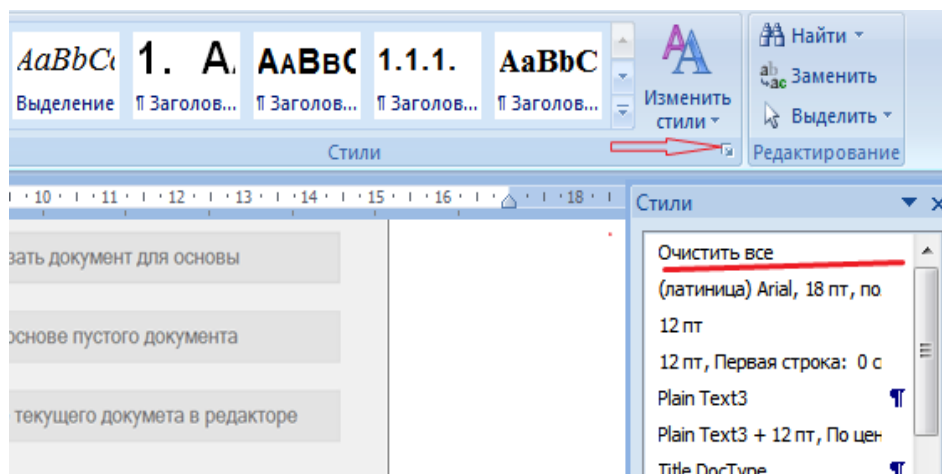 AaBbCc 1. A. AABBC 1.1.1. AaBbC
Выделение ¶ Заголов... ¶ Заголов... ¶ Заголов... ¶ Заголов...
Изменить стили
Найти
Заменить
Выделить
Стили
Редактирование
10 11 12 13 14 15 16 18
Стили
зать документ для основы
основе пустого документа
текущего докумета в редакторе
Очистить все
(латиница) Arial, 18 пт, по
12 пт
12 пт, Первая строка: 0 с
Plain Text3 ¶
Plain Text3 + 12 пт, По цен
Title DocType ¶